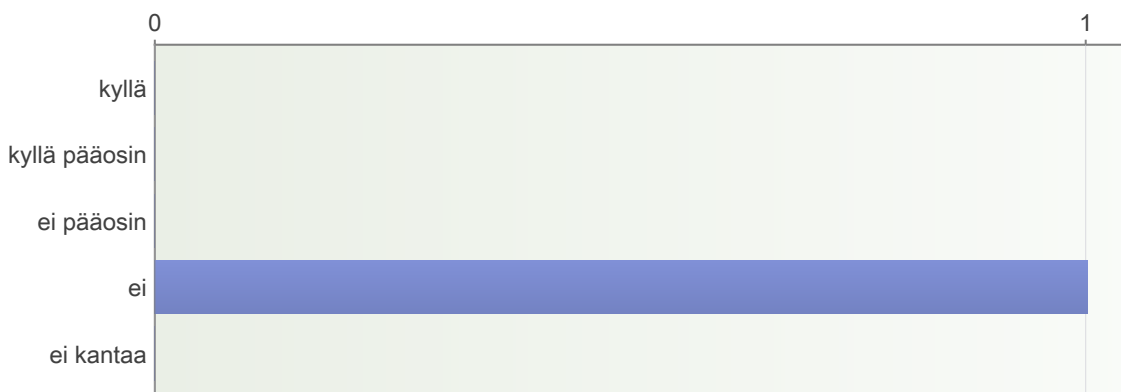 0 1
kyllä
kyllä pääosin
ei pääosin
ei
ei kantaa